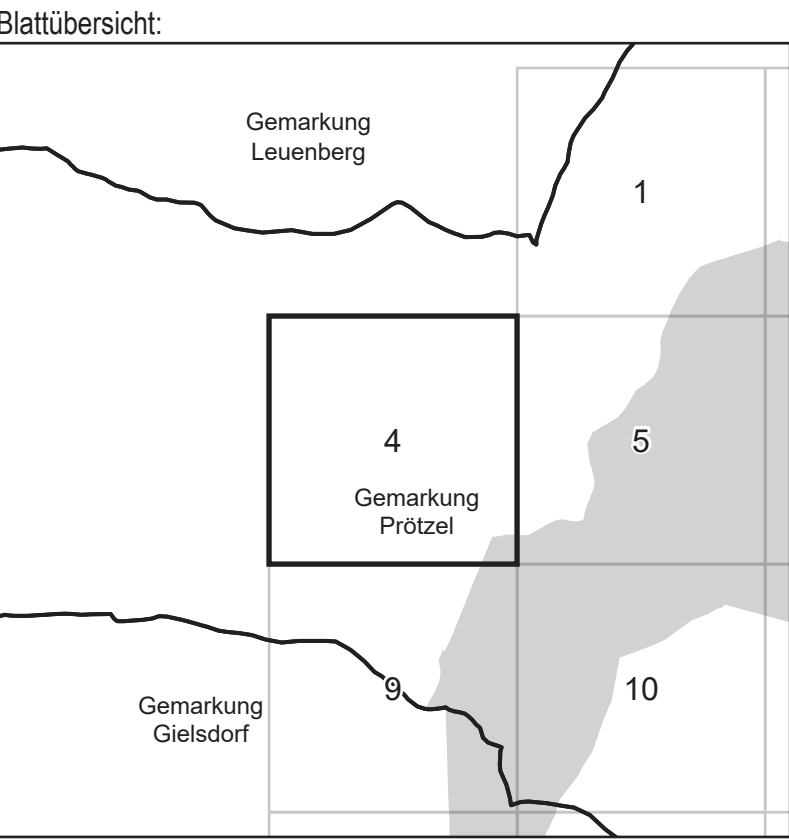 Blattübersicht:
Gemarkung
Leuenberg
1
4
5
Gemarkung
Prötzel
9
10
Gemarkung
Gielsdorf